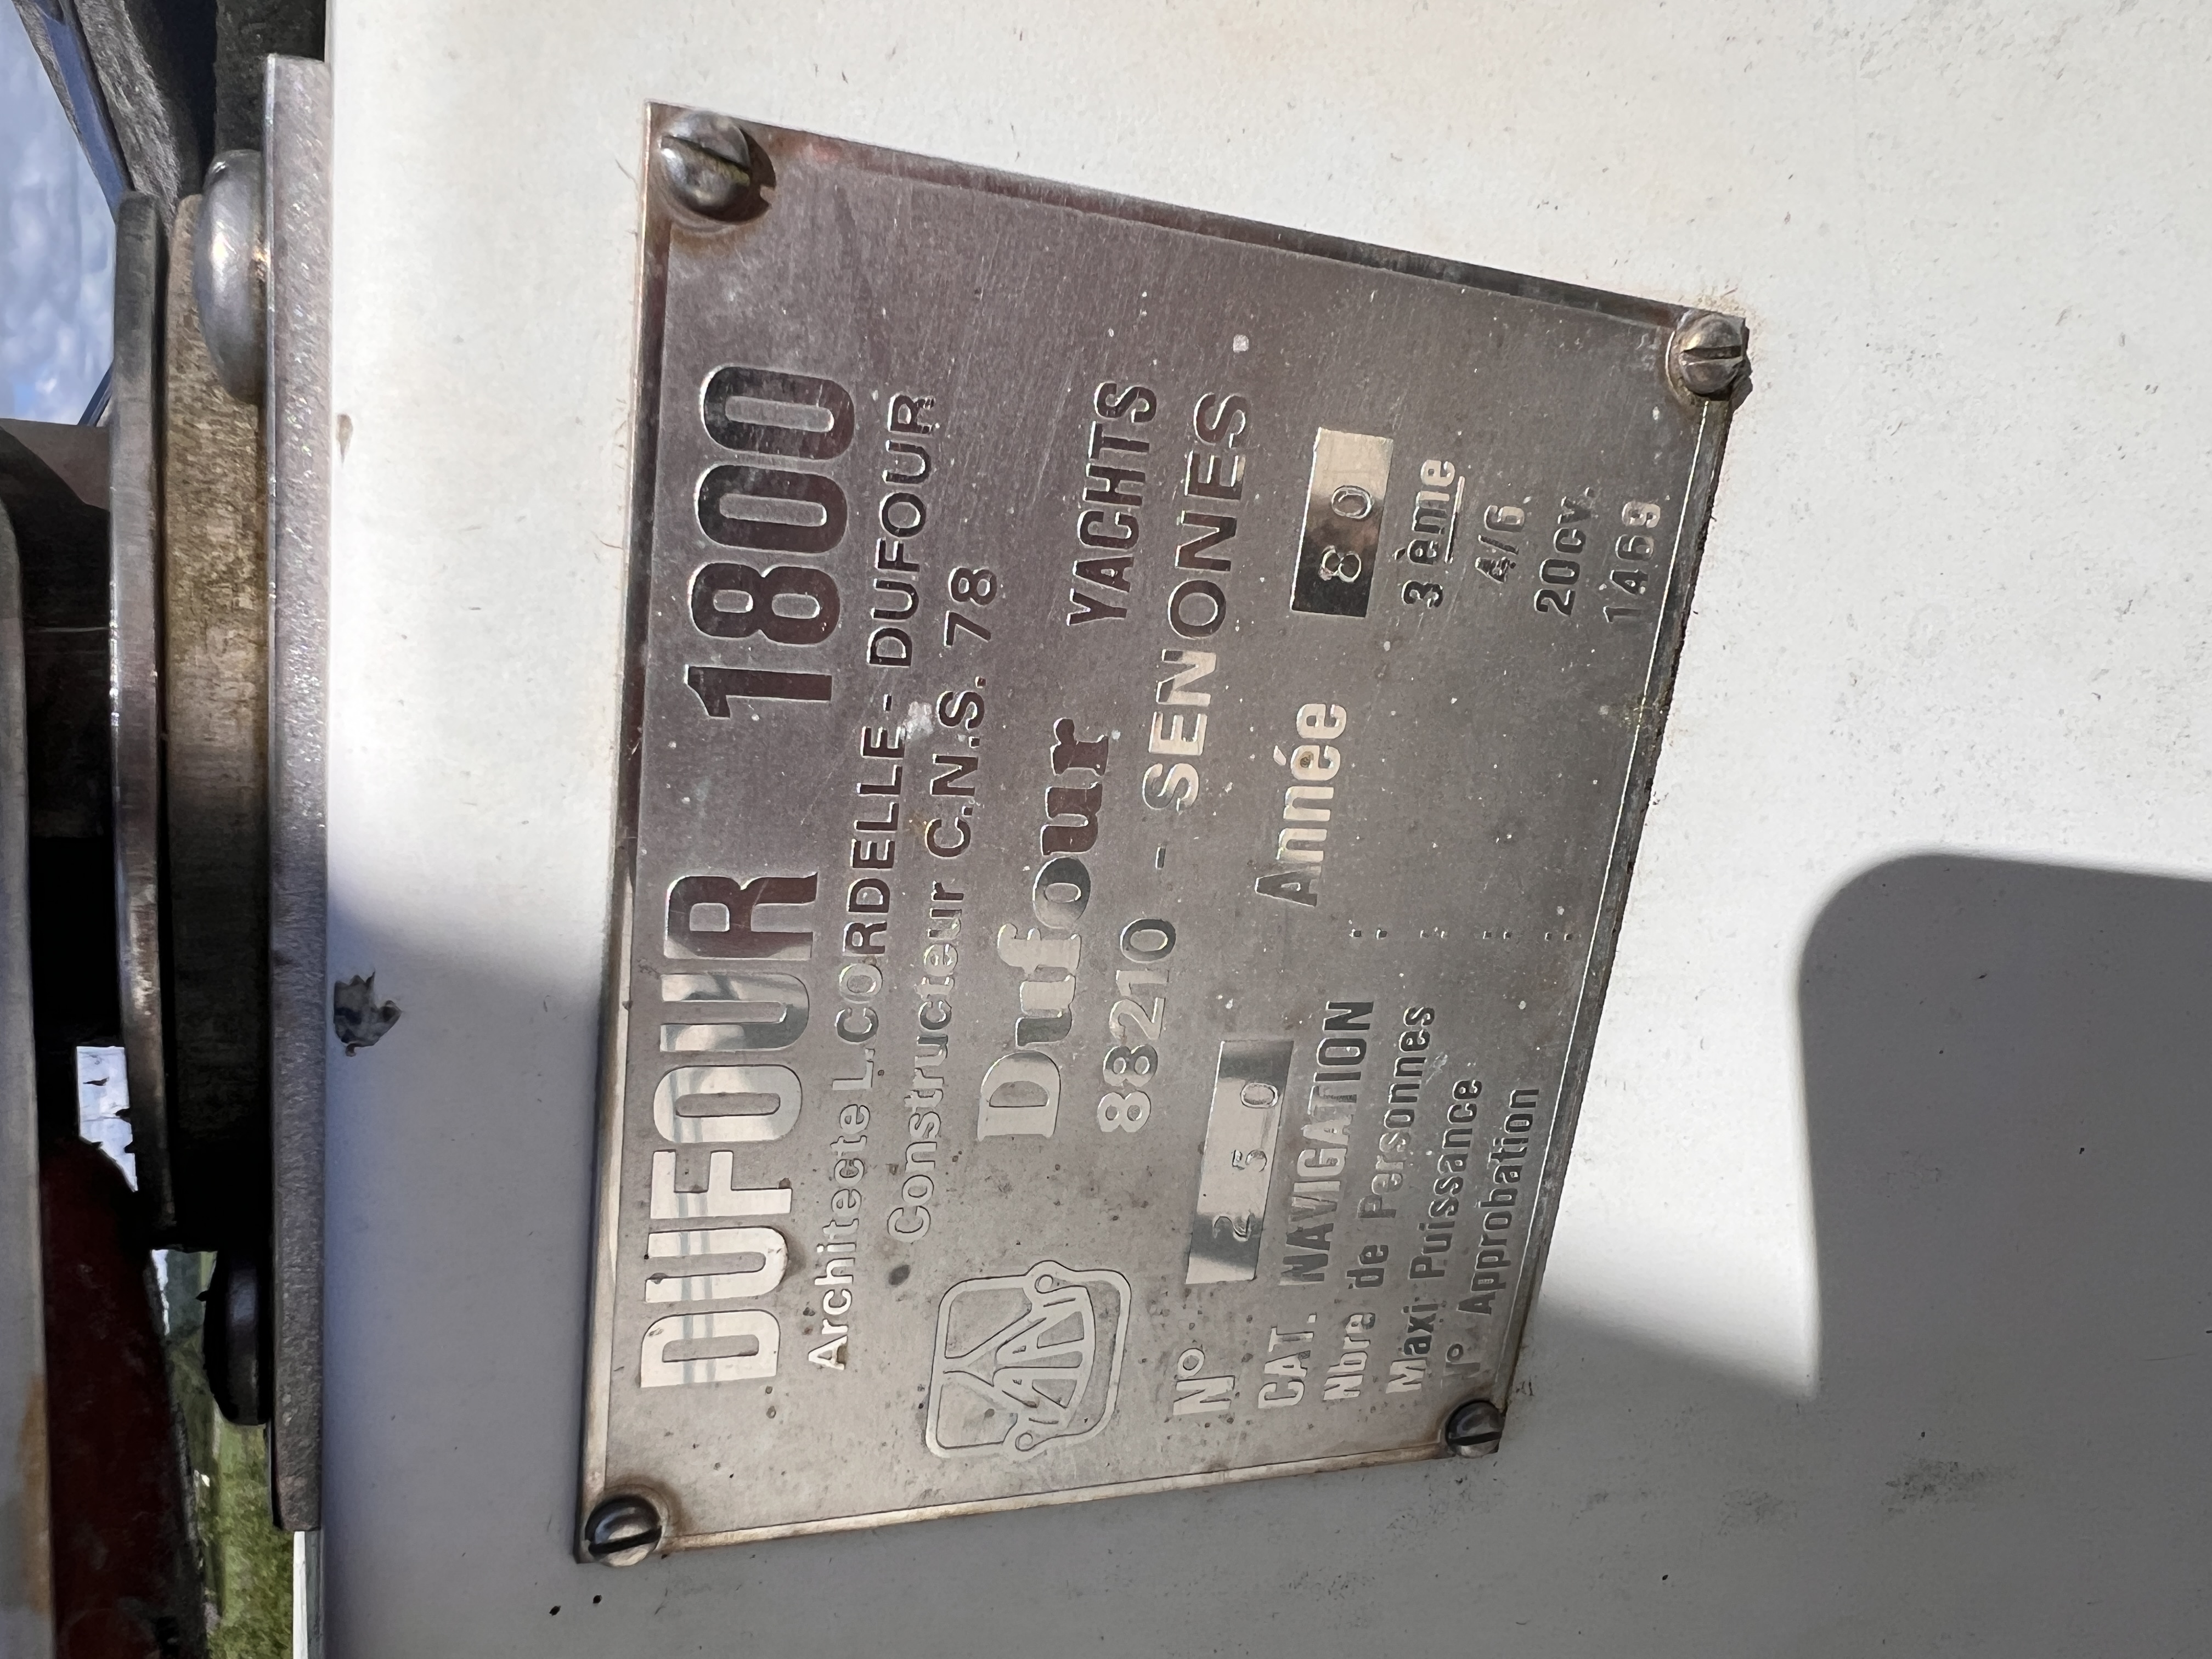 DUFOUR 1800
Architecte L.CORDELLE - DUFOUR
Constructeur C.N.S. 78
Dufour YACHTS
88210 - SENONES
N° 250 Année 80
CAT. NAVIGATION : 3ème
Nbre de Personnes : 4/6
Maxi Puissance : 20cv.
N° Approbation : 1469